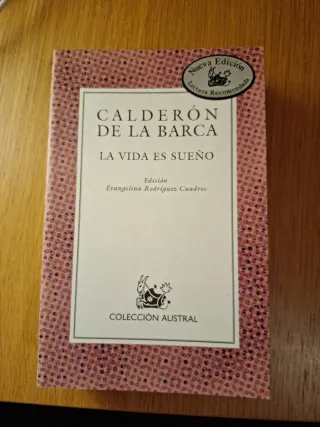 Nueva Edición
Lectura Recomendada
CALDERÓN
DE LA BARCA
LA VIDA ES SUEÑO
Edición
Evangelina Rodríguez Cuadros
COLECCIÓN AUSTRAL